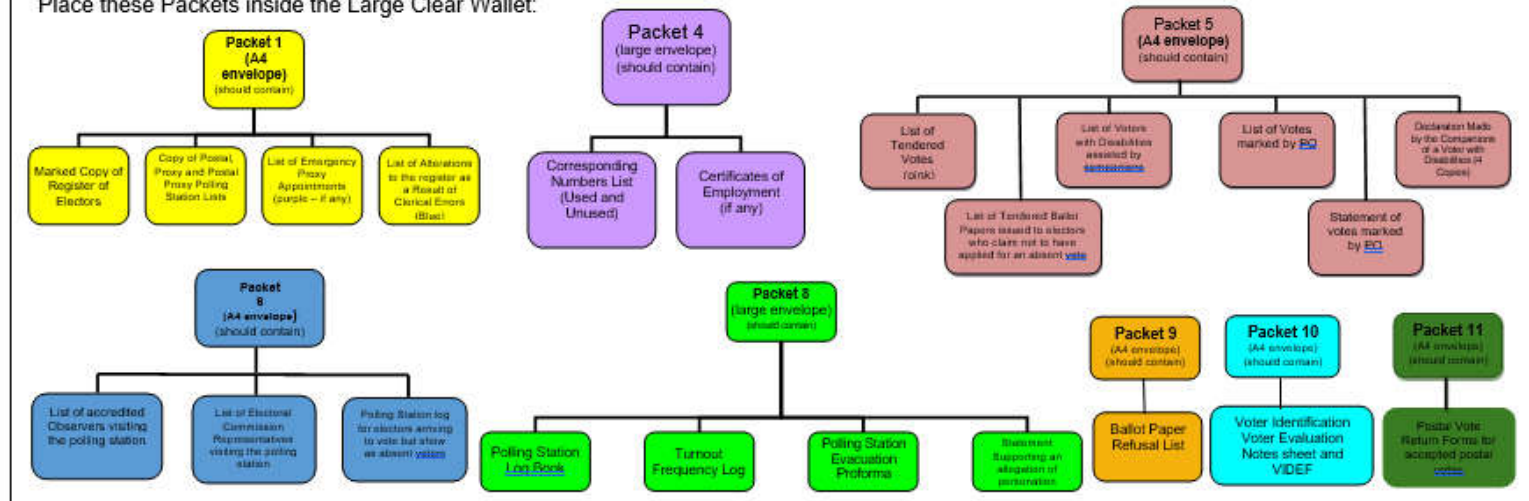 Place these Packets inside the Large Clear Wallet:
Packet 1
(A4
envelope)
(should contain)
Marked Copy of
Register of
Electors
Copy of Postal,
Proxy and Postal
Proxy Polling
Station Lists
List of Emergency
Proxy
Appointments
(purple – if any)
List of Alterations
to the register as
a Result of
Clerical Errors
(Blue)
Packet 4
(large envelope)
(should contain)
Corresponding
Numbers List
(Used and
Unused)
Certificates of
Employment
(if any)
Packet 5
(A4 envelope)
(should contain)
List of
Tendered
Votes
(pink)
List of Tendered Ballot
Papers issued to electors
who claim not to have
applied for an absent vote
List of Voters
with Disabilities
assisted by
companions
List of Votes
marked by PO
Statement of
votes marked
by PO
Declaration Made
by the Companions
of a Voter with
Disabilities (4
Copies)
Packet
6
(A4 envelope)
(should contain)
List of accredited
Observers visiting
the polling station
List of Electoral
Commission
Representatives
visiting the polling
station
Polling Station log
for electors arriving
to vote but show
as absent voters
Packet 8
(large envelope)
(should contain)
Polling Station
Log Book
Turnout
Frequency Log
Polling Station
Evacuation
Proforma
Statement
Supporting an
allegation of
personation
Packet 9
(A4 envelope)
(should contain)
Ballot Paper
Refusal List
Packet 10
(A4 envelope)
(should contain)
Voter Identification
Voter Evaluation
Notes sheet and
VIDEF
Packet 11
(A4 envelope)
(should contain)
Postal Vote
Return Forms for
accepted postal
votes